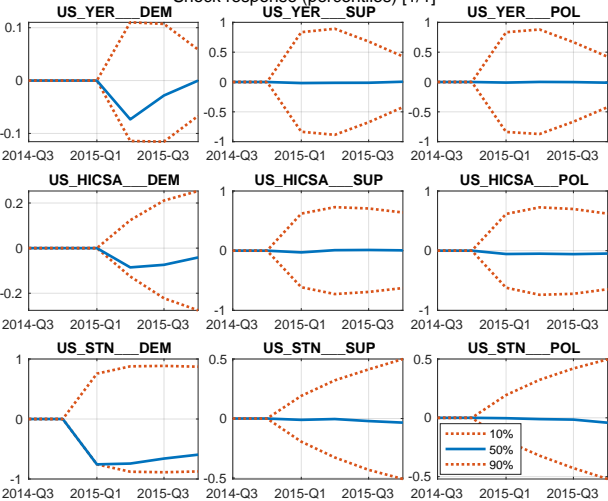 Shock response (percentiles) [1/1]
US_YER___DEM US_YER___SUP US_YER___POL
0.1 1 1
0.5 0.5
0 0 0
-0.5 -0.5
-0.1 -1 -1
2014-Q3 2015-Q1 2015-Q3 2014-Q3 2015-Q1 2015-Q3 2014-Q3 2015-Q1 2015-Q3
US_HICSA___DEM US_HICSA___SUP US_HICSA___POL
0.2 1 1
0 0 0
-0.2 -1 -1
2014-Q3 2015-Q1 2015-Q3 2014-Q3 2015-Q1 2015-Q3 2014-Q3 2015-Q1 2015-Q3
US_STN___DEM US_STN___SUP US_STN___POL
1 0.5 0.5
0 0 0
10%
50%
90%
-1 -0.5 -0.5
2014-Q3 2015-Q1 2015-Q3 2014-Q3 2015-Q1 2015-Q3 2014-Q3 2015-Q1 2015-Q3